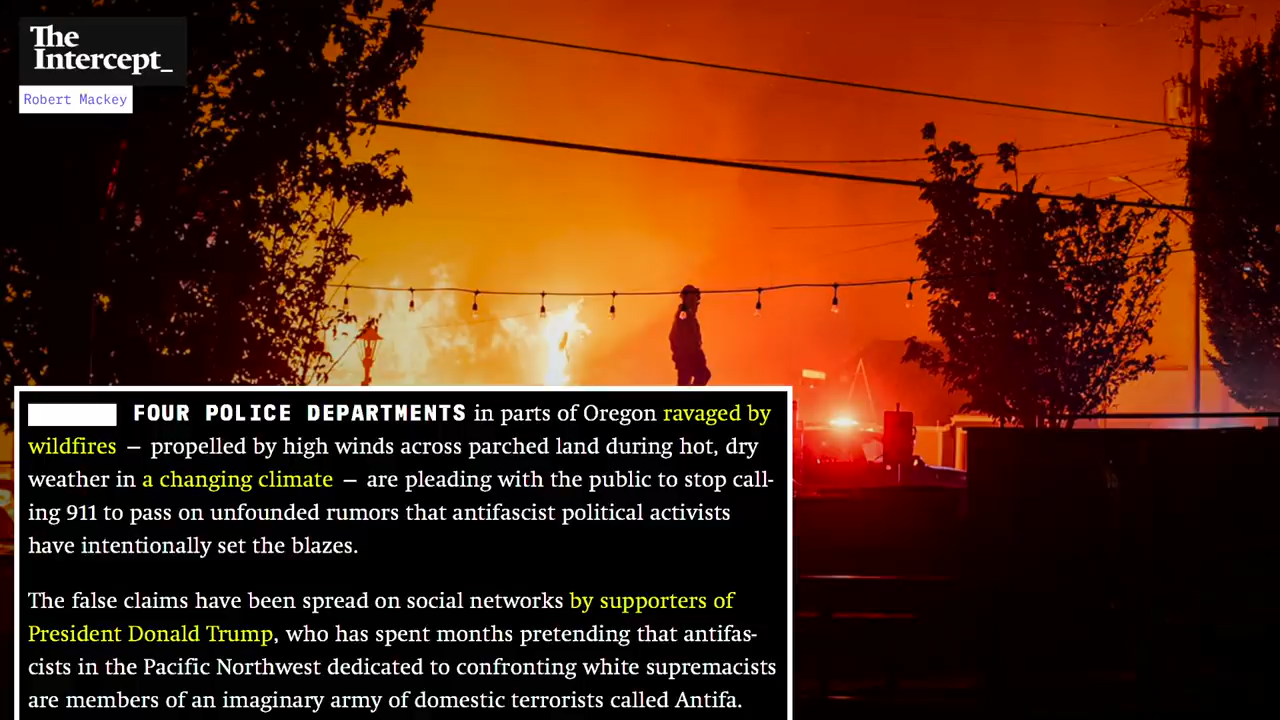 The
Intercept_
Robert Mackey
FOUR POLICE DEPARTMENTS in parts of Oregon ravaged by
wildfires — propelled by high winds across parched land during hot, dry
weather in a changing climate — are pleading with the public to stop call-
ing 911 to pass on unfounded rumors that antifascist political activists
have intentionally set the blazes.
The false claims have been spread on social networks by supporters of
President Donald Trump, who has spent months pretending that antifas-
cists in the Pacific Northwest dedicated to confronting white supremacists
are members of an imaginary army of domestic terrorists called Antifa.